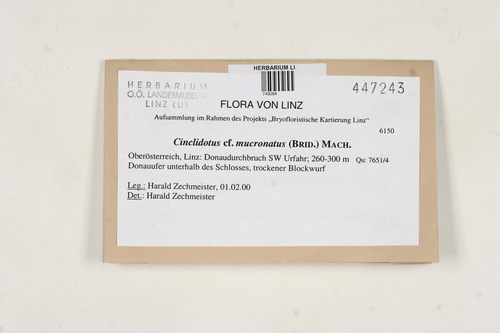 HERBARIUM LI
749084
HERBARIUM
O.Ö. LANDESMUSEUM
LINZ (LI)
447243
FLORA VON LINZ
Aufsammlung im Rahmen des Projekts „Bryofloristische Kartierung Linz“
6150
Cinclidotus cf. mucronatus (BRID.) MACH.
Oberösterreich, Linz: Donaudurchbruch SW Urfahr; 260-300 m Qu: 7651/4
Donauufer unterhalb des Schlosses, trockener Blockwurf
Leg.: Harald Zechmeister, 01.02.00
Det.: Harald Zechmeister